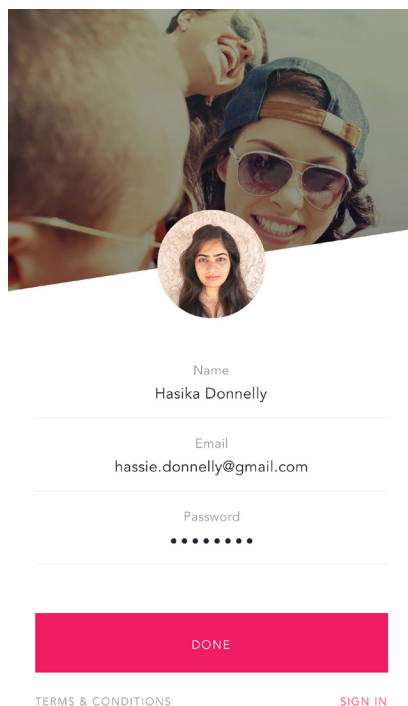 Name
Hasika Donnelly
Email
hassie.donnelly@gmail.com
Password
••••••••
DONE
TERMS & CONDITIONS
SIGN IN